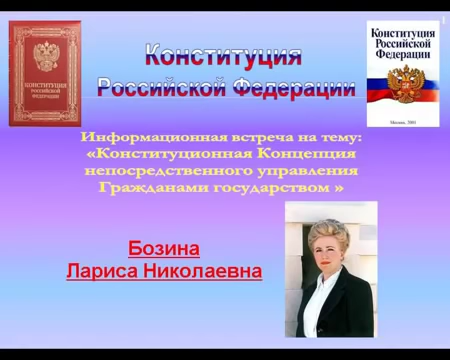 1
КОНСТИТУЦИЯ
РОССИЙСКОЙ ФЕДЕРАЦИИ
Конституция
Российской Федерации
КОНСТИТУЦИЯ
РОССИЙСКОЙ
ФЕДЕРАЦИИ
Москва, 2001
Информационная встреча на тему:
«Конституционная Концепция
непосредственного управления
Гражданами государством »
Бозина
Лариса Николаевна